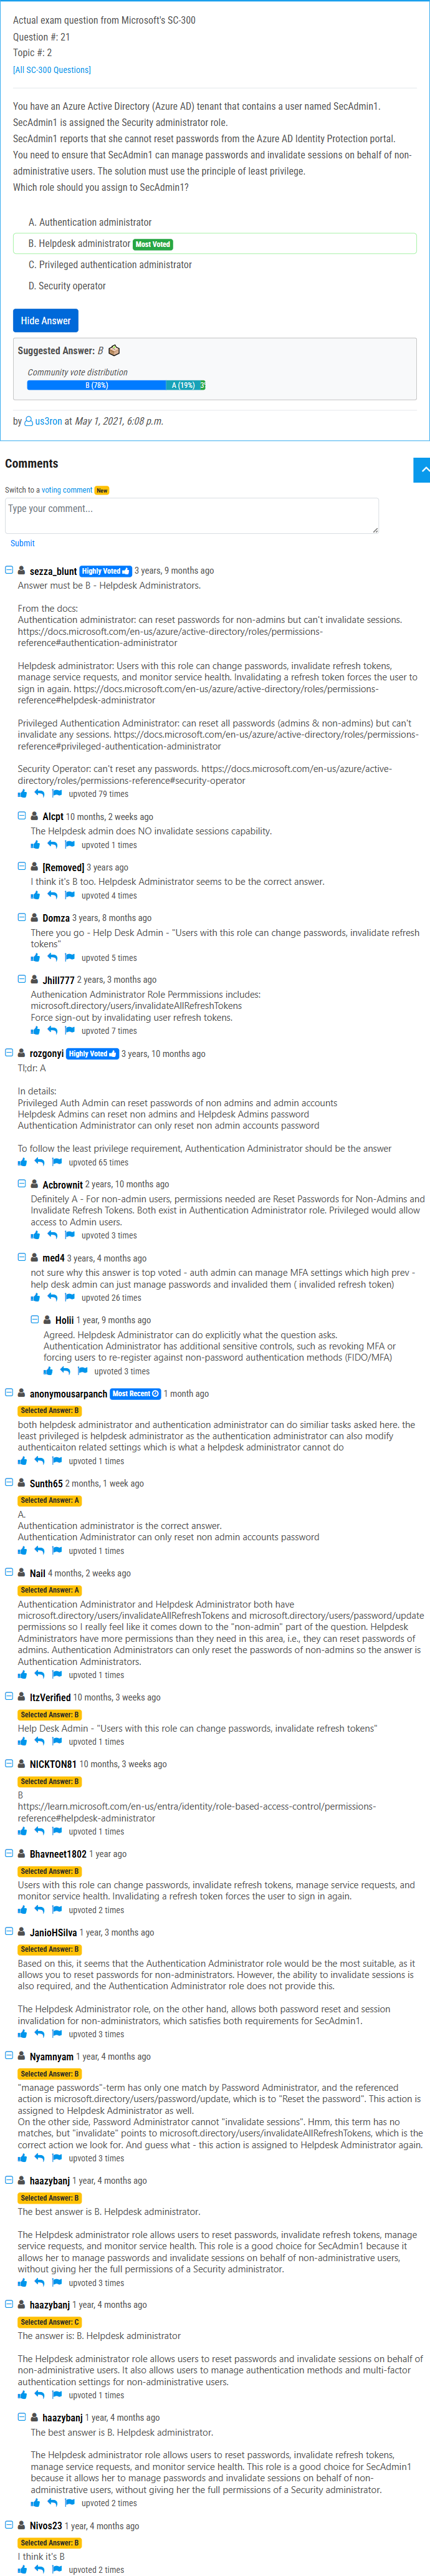 Actual exam question from Microsoft's SC-300
Question #: 21
Topic #: 2
[All SC-300 Questions]
You have an Azure Active Directory (Azure AD) tenant that contains a user named SecAdmin1.
SecAdmin1 is assigned the Security administrator role.
SecAdmin1 reports that she cannot reset passwords from the Azure AD Identity Protection portal.
You need to ensure that SecAdmin1 can manage passwords and invalidate sessions on behalf of non-
administrative users. The solution must use the principle of least privilege.
Which role should you assign to SecAdmin1?
A. Authentication administrator
B. Helpdesk administrator Most Voted
C. Privileged authentication administrator
D. Security operator
Hide Answer
Suggested Answer: B
Community vote distribution
B (78%) A (19%) 3
by us3ron at May 1, 2021, 6:08 p.m.
Comments
Switch to a voting comment New
Type your comment...
Submit
sezza_blunt Highly Voted 3 years, 9 months ago
Answer must be B - Helpdesk Administrators.
From the docs:
Authentication administrator: can reset passwords for non-admins but can't invalidate sessions.
https://docs.microsoft.com/en-us/azure/active-directory/roles/permissions-
reference#authentication-administrator
Helpdesk administrator: Users with this role can change passwords, invalidate refresh tokens,
manage service requests, and monitor service health. Invalidating a refresh token forces the user to
sign in again. https://docs.microsoft.com/en-us/azure/active-directory/roles/permissions-
reference#helpdesk-administrator
Privileged Authentication Administrator: can reset all passwords (admins & non-admins) but can't
invalidate any sessions. https://docs.microsoft.com/en-us/azure/active-directory/roles/permissions-
reference#privileged-authentication-administrator
Security Operator: can't reset any passwords. https://docs.microsoft.com/en-us/azure/active-
directory/roles/permissions-reference#security-operator
upvoted 79 times
Alcpt 10 months, 2 weeks ago
The Helpdesk admin does NO invalidate sessions capability.
upvoted 1 times
[Removed] 3 years ago
I think it's B too. Helpdesk Administrator seems to be the correct answer.
upvoted 4 times
Domza 3 years, 8 months ago
There you go - Help Desk Admin - "Users with this role can change passwords, invalidate refresh
tokens"
upvoted 5 times
Jhill777 2 years, 3 months ago
Authenication Administrator Role Permmissions includes:
microsoft.directory/users/invalidateAllRefreshTokens
Force sign-out by invalidating user refresh tokens.
upvoted 7 times
rozgonyi Highly Voted 3 years, 10 months ago
Tl;dr: A
In details:
Privileged Auth Admin can reset passwords of non admins and admin accounts
Helpdesk Admins can reset non admins and Helpdesk Admins password
Authentication Administrator can only reset non admin accounts password
To follow the least privilege requirement, Authentication Administrator should be the answer
upvoted 65 times
Acbrownit 2 years, 10 months ago
Definitely A - For non-admin users, permissions needed are Reset Passwords for Non-Admins and
Invalidate Refresh Tokens. Both exist in Authentication Administrator role. Privileged would allow
access to Admin users.
upvoted 3 times
med4 3 years, 4 months ago
not sure why this answer is top voted - auth admin can manage MFA settings which high prev -
help desk admin can just manage passwords and invalided them ( invalided refresh token)
upvoted 26 times
Holii 1 year, 9 months ago
Agreed. Helpdesk Administrator can do explicitly what the question asks.
Authentication Administrator has additional sensitive controls, such as revoking MFA or
forcing users to re-register against non-password authentication methods (FIDO/MFA)
upvoted 3 times
anonymousarpanch Most Recent 1 month ago
Selected Answer: B
both helpdesk administrator and authentication administrator can do similiar tasks asked here. the
least privileged is helpdesk administrator can also as the authentication administrator can also modify
authenticaiton related settings which is what a helpdesk administrator cannot do
upvoted 1 times
Sunth65 2 months, 1 week ago
Selected Answer: A
A.
Authentication administrator is the correct answer.
Authentication Administrator can only reset non admin accounts password
upvoted 1 times
Nail 4 months, 2 weeks ago
Selected Answer: A
Authentication Administrator and Helpdesk Administrator both have
microsoft.directory/users/invalidateAllRefreshTokens and microsoft.directory/users/password/update
permissions so I really feel like it comes down to the "non-admin" part of the question. Helpdesk
Administrators have more permissions than they need in this area, i.e., they can reset passwords of
admins. Authentication Administrators can only reset the passwords of non-admins so the answer is
Authentication Administrators.
upvoted 1 times
ItzVerified 10 months, 3 weeks ago
Selected Answer: B
Help Desk Admin - "Users with this role can change passwords, invalidate refresh tokens"
upvoted 1 times
NICKTON81 10 months, 3 weeks ago
Selected Answer: B
B
https://learn.microsoft.com/en-us/entra/identity/role-based-access-control/permissions-
reference#helpdesk-administrator
upvoted 1 times
Bhavneet1802 1 year ago
Selected Answer: B
Users with this role can change passwords, invalidate refresh tokens, manage service requests, and
monitor service health. Invalidating a refresh token forces the user to sign in again.
upvoted 2 times
JanioHSilva 1 year, 3 months ago
Selected Answer: B
Based on this, it seems that the Authentication Administrator role would be the most suitable, as it
allows you to reset passwords for non-administrators. However, the ability to invalidate sessions is
also required, and the Authentication Administrator role does not provide this.
The Helpdesk Administrator role, on the other hand, allows both password reset and session
invalidation for non-administrators, which satisfies both requirements for SecAdmin1.
upvoted 3 times
Nyamnyam 1 year, 4 months ago
Selected Answer: B
"manage passwords"-term has only one match by Password Administrator, and the referenced
action is microsoft.directory/users/password/update, which is to "Reset the password". This action is
assigned to Helpdesk Administrator as well.
On the other side, Password Administrator cannot "invalidate sessions". Hmm, this term has no
matches, but "invalidate" points to microsoft.directory/users/invalidateAllRefreshTokens, which is the
correct action we look for. And guess what - this action is assigned to Helpdesk Administrator again.
upvoted 3 times
haazybanj 1 year, 4 months ago
Selected Answer: B
The best answer is B. Helpdesk administrator.
The Helpdesk administrator role allows users to reset passwords, invalidate refresh tokens, manage
service requests, and monitor service health. This role is a good choice for SecAdmin1 because it
allows her to manage passwords and invalidate sessions on behalf of non-administrative users,
without giving her the full permissions of a Security administrator.
upvoted 3 times
haazybanj 1 year, 4 months ago
Selected Answer: C
The answer is: B. Helpdesk administrator
The Helpdesk administrator role allows users to reset passwords and invalidate sessions on behalf of
non-administrative users. It also allows users to manage authentication methods and multi-factor
authentication settings for non-administrative users.
upvoted 1 times
haazybanj 1 year, 4 months ago
The best answer is B. Helpdesk administrator.
The Helpdesk administrator role allows users to reset passwords, invalidate refresh tokens,
manage service requests, and monitor service health. This role is a good choice for SecAdmin1
because it allows her to manage passwords and invalidate sessions on behalf of non-
administrative users, without giving her the full permissions of a Security administrator.
upvoted 2 times
Nivos23 1 year, 4 months ago
Selected Answer: B
I think it's B
upvoted 2 times